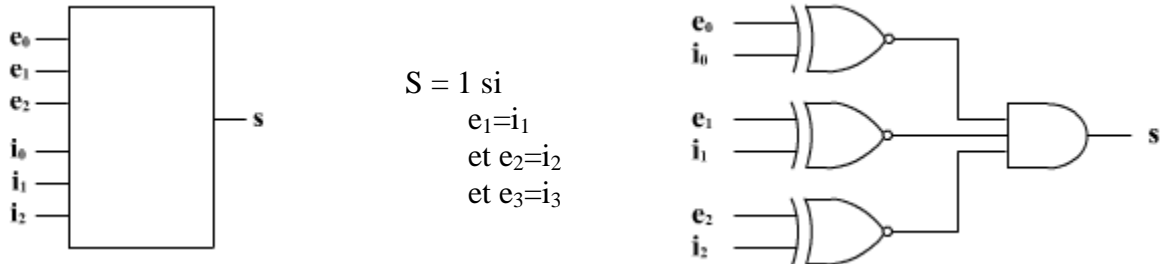 e₀
e₁
e₂
i₀
i₁
i₂
s
S = 1 si
e₁=i₁
et e₂=i₂
et e₃=i₃
e₀
i₀
e₁
i₁
e₂
i₂
s